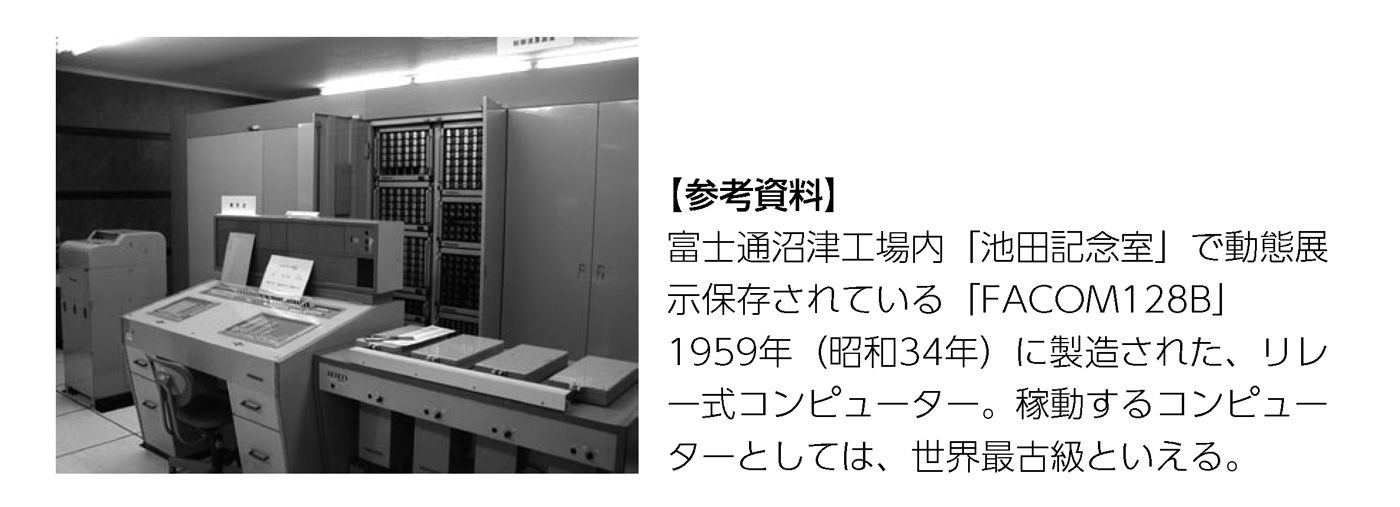 【参考資料】
富士通沼津工場内「池田記念室」で動態展
示保存されている「FACOM128B」
1959年（昭和34年）に製造された、リレ
ー式コンピューター。稼動するコンピュー
ターとしては、世界最古級といえる。